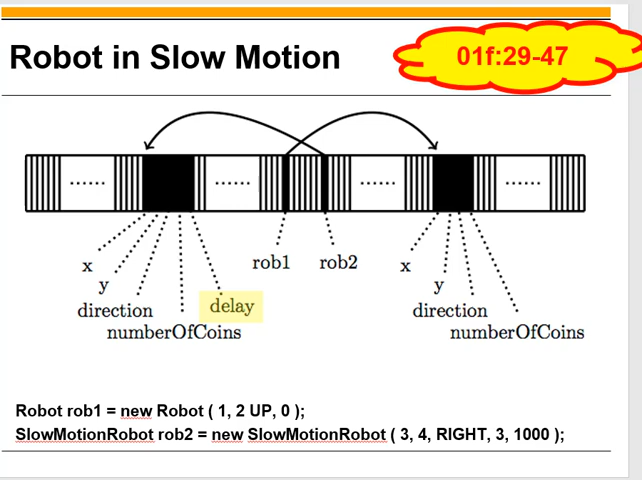 Robot in Slow Motion
01f:29-47
...... ...... ...... ......
x rob1 rob2 x
y y
direction delay direction
numberOfCoins numberOfCoins
Robot rob1 = new Robot ( 1, 2 UP, 0 );
SlowMotionRobot rob2 = new SlowMotionRobot ( 3, 4, RIGHT, 3, 1000 );